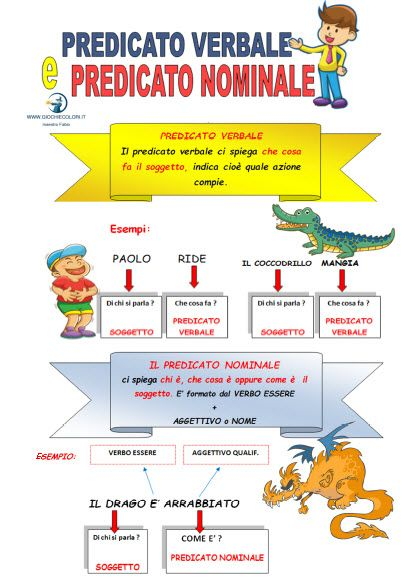 PREDICATO VERBALE
e PREDICATO NOMINALE
WWW.GIOCHIECOLORI.IT
maestro Fabio
PREDICATO VERBALE
Il predicato verbale ci spiega che cosa
fa il soggetto, indica cioè quale azione
compie.
Esempi:
PAOLO RIDE
Di chi si parla ? Che cosa fa ?
SOGGETTO PREDICATO
VERBALE
IL COCCODRILLO MANGIA
Di chi si parla ? Che cosa fa ?
SOGGETTO PREDICATO
VERBALE
IL PREDICATO NOMINALE
ci spiega chi è, che cosa è oppure come è il
soggetto. E' formato dal VERBO ESSERE
+
AGGETTIVO o NOME
ESEMPIO:
VERBO ESSERE AGGETTIVO QUALIF.
IL DRAGO E' ARRABBIATO
Di chi si parla ? COME E' ?
SOGGETTO PREDICATO NOMINALE